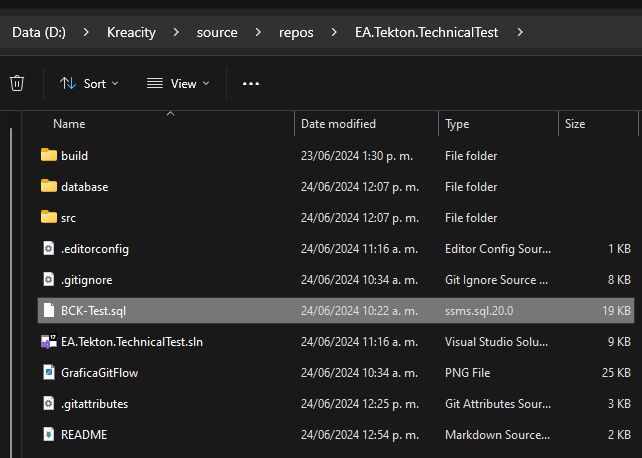 Data (D:) > Kreacity > source > repos > EA.Tekton.TechnicalTest >
Sort View ...
Name Date modified Type Size
build 23/06/2024 1:30 p. m. File folder
database 24/06/2024 12:07 p. m. File folder
src 24/06/2024 12:07 p. m. File folder
.editorconfig 24/06/2024 11:16 a. m. Editor Config Sour... 1 KB
.gitignore 24/06/2024 10:34 a. m. Git Ignore Source ... 8 KB
BCK-Test.sql 24/06/2024 10:22 a. m. ssms.sql.20.0 19 KB
EA.Tekton.TechnicalTest.sln 24/06/2024 11:16 a. m. Visual Studio Solu... 9 KB
GraficaGitFlow 24/06/2024 10:34 a. m. PNG File 25 KB
.gitattributes 24/06/2024 12:25 p. m. Git Attributes Sour... 3 KB
README 24/06/2024 12:54 p. m. Markdown Source... 2 KB